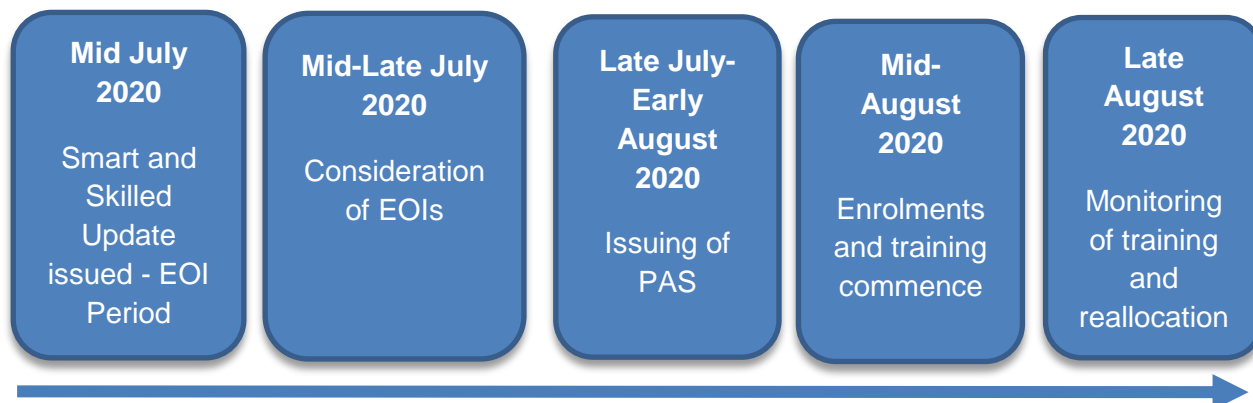 Mid July
2020
Smart and
Skilled
Update
issued - EOI
Period
Mid-Late July
2020
Consideration
of EOIs
Late July-
Early
August
2020
Issuing of
PAS
Mid-
August
2020
Enrolments
and training
commence
Late
August
2020
Monitoring
of training
and
reallocation